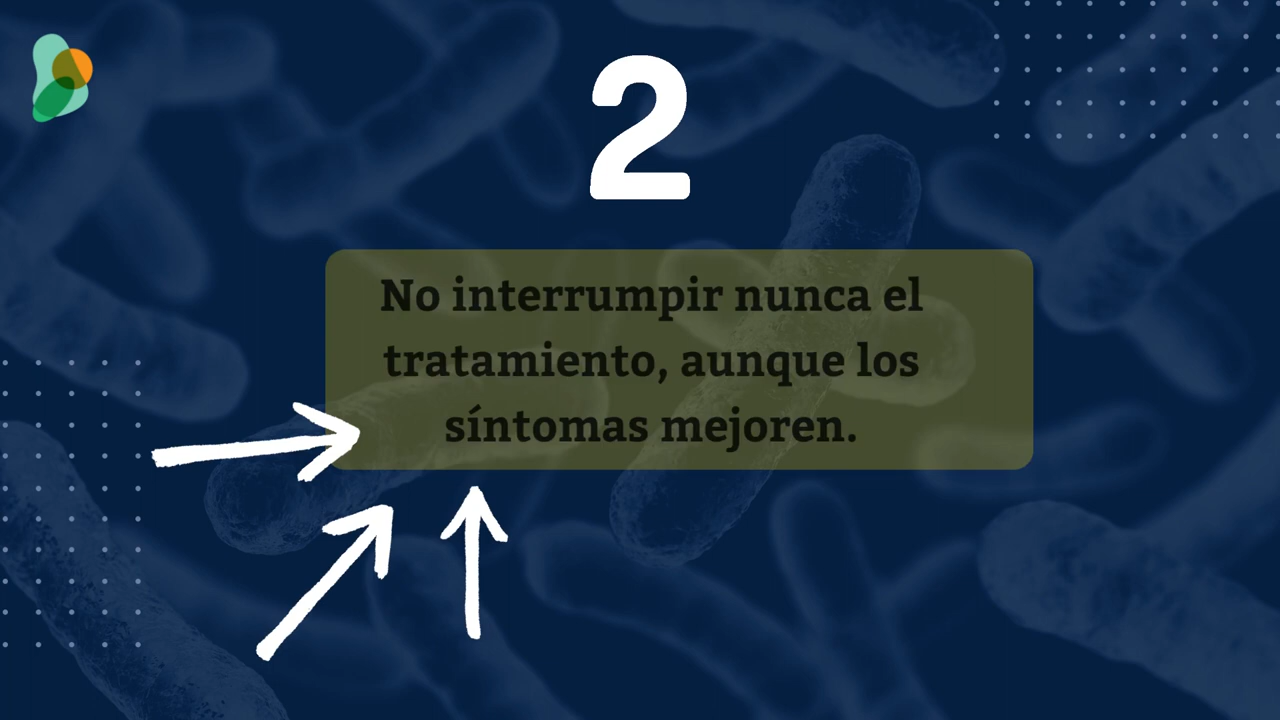 2
No interrumpir nunca el
tratamiento, aunque los
síntomas mejoren.